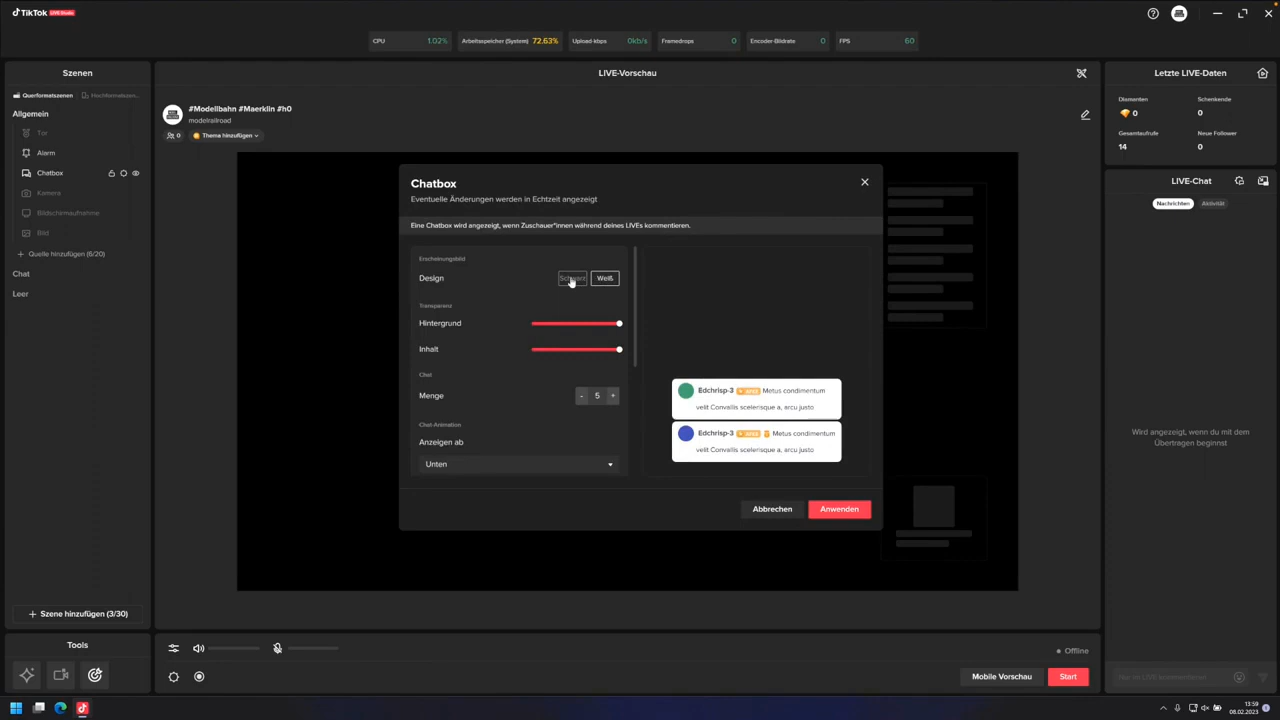 TikTok LIVE Studio
CPU 1.02%
Arbeitsspeicher (System) 72.63%
Upload-kbps 0kb/s
Framedrops 0
Encoder-Bitrate 0
FPS 60
Szenen
Querformatszenen
Hochformatszen...
Allgemein
Tor
Alarm
Chatbox
Kamera
Bildschirmaufnahme
Bild
+ Quelle hinzufügen (6/20)
Chat
Leer
+ Szene hinzufügen (3/30)
Tools
LIVE-Vorschau
#Modellbahn #Maerklin #h0
modelrailroad
0
Thema hinzufügen
Chatbox
Eventuelle Änderungen werden in Echtzeit angezeigt
Eine Chatbox wird angezeigt, wenn Zuschauer*innen während deines LIVEs kommentieren.
Erscheinungsbild
Design
Schwarz
Weiß
Transparenz
Hintergrund
Inhalt
Chat
Menge
- 5 +
Chat-Animation
Anzeigen ab
Unten
Edchrisp-3 Metus condimentum
velit Convallis scelerisque a, arcu justo
Edchrisp-3 Metus condimentum
velit Convallis scelerisque a, arcu justo
Abbrechen
Anwenden
Offline
Mobile Vorschau
Start
Letzte LIVE-Daten
Diamanten
Schenkende
0
0
Gesamtaufrufe
Neue Follower
14
0
LIVE-Chat
Nachrichten
Aktivität
Wird angezeigt, wenn du mit dem
Übertragen beginnst
13:59
08.02.2023